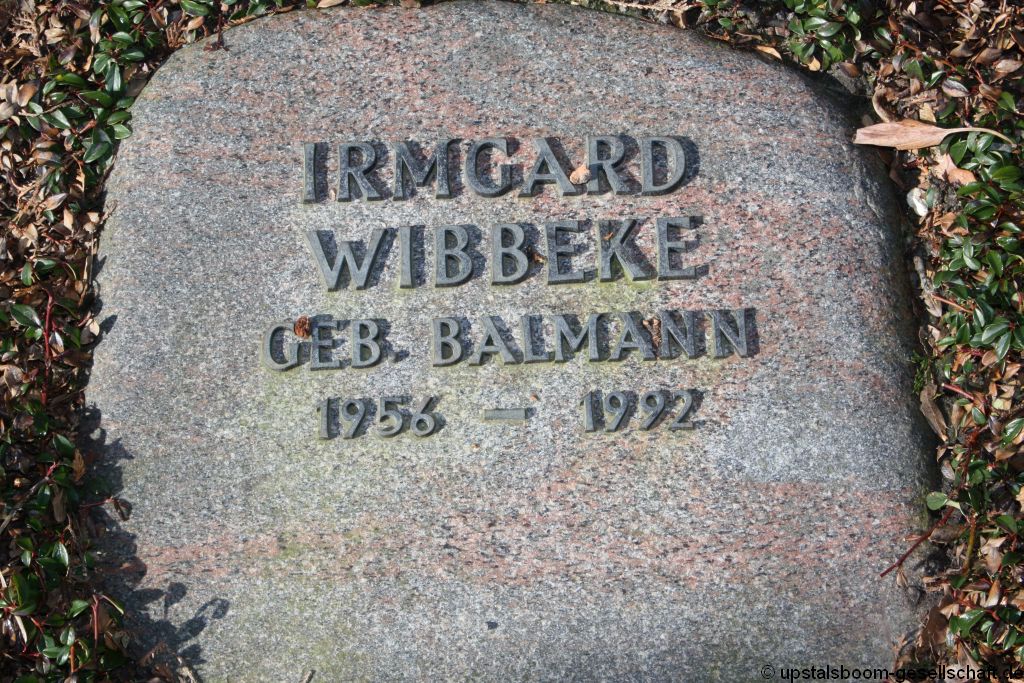 IRMGARD
WIBBEKE
GEB. BALMANN
1956 – 1992
© upstalsboom-gesellschaft.de